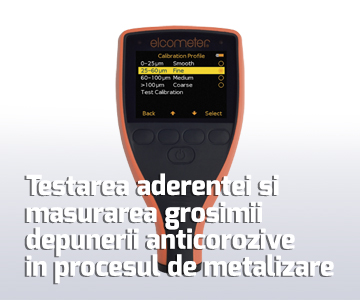 elcometer
Calibration Profile
0-25µm Smooth
25-60µm Fine
60-100µm Medium
>100µm Coarse
Test Calibration
Back Select
Testarea aderentei si
masurarea grosimii
depunerii anticorozive
in procesul de metalizare